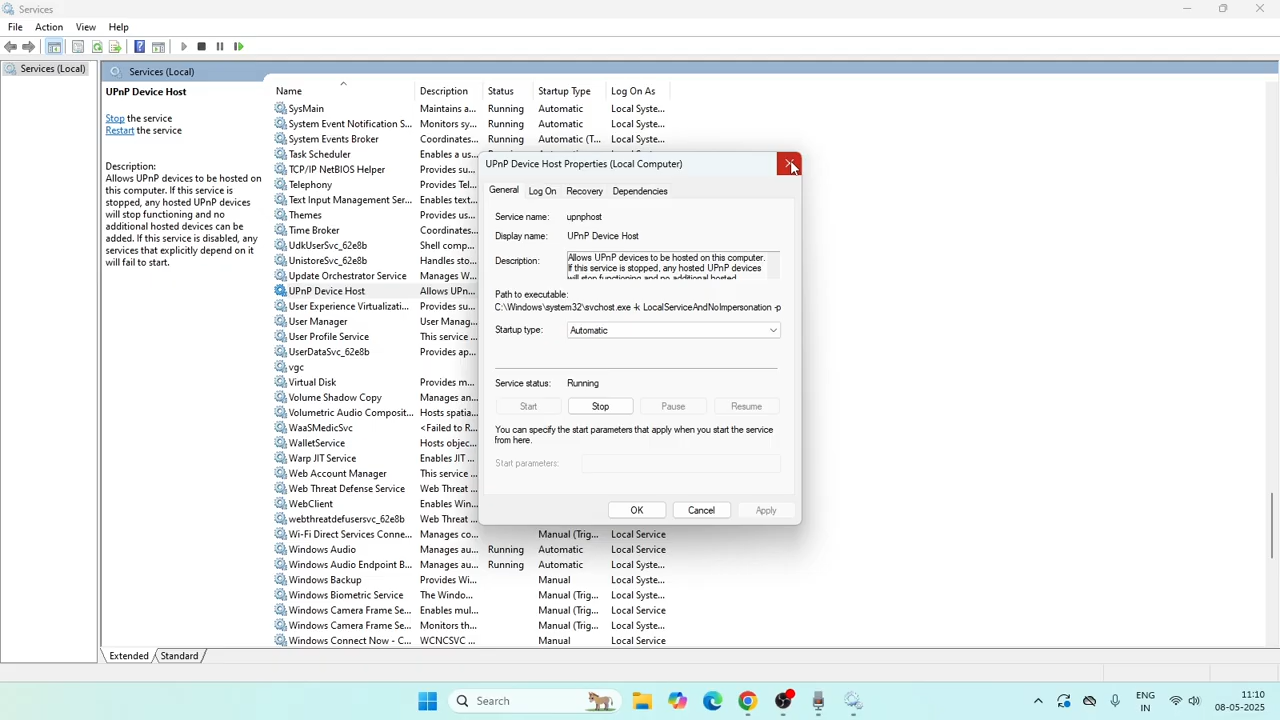 Services
File Action View Help
Services (Local)
Services (Local)
UPnP Device Host
Stop the service
Restart the service
Description:
Allows UPnP devices to be hosted on
this computer. If this service is
stopped, any hosted UPnP devices
will stop functioning and no
additional hosted devices can be
added. If this service is disabled, any
services that explicitly depend on it
will fail to start.
Name Description Status Startup Type Log On As
SysMain Maintains a... Running Automatic Local Syste...
System Event Notification S... Monitors sy... Running Automatic Local Syste...
System Events Broker Coordinates... Running Automatic (T... Local Syste...
Task Scheduler Enables a us...
TCP/IP NetBIOS Helper Provides su...
Telephony Provides Tel...
Text Input Management Ser... Enables text...
Themes Provides us...
Time Broker Coordinates...
UdkUserSvc_62e8b Shell comp...
UnistoreSvc_62e8b Handles sto...
Update Orchestrator Service Manages W...
UPnP Device Host Allows UPn...
User Experience Virtualizati... Provides su...
User Manager User Manag...
User Profile Service This service ...
UserDataSvc_62e8b Provides ap...
vgc
Virtual Disk Provides m...
Volume Shadow Copy Manages an...
Volumetric Audio Composit... Hosts spatia...
WaaSMedicSvc <Failed to R...
WalletService Hosts objec...
Warp JIT Service Enables JIT ...
Web Account Manager This service ...
Web Threat Defense Service Web Threat ...
WebClient Enables Win...
webthreatdefusersvc_62e8b Web Threat ...
Wi-Fi Direct Services Conne... Manages co... Manual (Trig... Local Service
Windows Audio Manages au... Running Automatic Local Service
Windows Audio Endpoint B... Manages au... Running Automatic Local Syste...
Windows Backup Provides Wi... Manual Local Syste...
Windows Biometric Service The Windo... Manual (Trig... Local Syste...
Windows Camera Frame Se... Enables mul... Manual (Trig... Local Service
Windows Camera Frame Se... Monitors th... Manual (Trig... Local Syste...
Windows Connect Now - C... WCNCSVC ... Manual Local Service
UPnP Device Host Properties (Local Computer)
General Log On Recovery Dependencies
Service name: upnphost
Display name: UPnP Device Host
Description: Allows UPnP devices to be hosted on this computer.
If this service is stopped, any hosted UPnP devices
will stop functioning and no additional hosted
Path to executable:
C:\Windows\system32\svchost.exe -k LocalServiceAndNoImpersonation -p
Startup type: Automatic
Service status: Running
Start Stop Pause Resume
You can specify the start parameters that apply when you start the service
from here.
Start parameters:
OK Cancel Apply
Extended Standard
Search
ENG
IN
11:10
08-05-2025